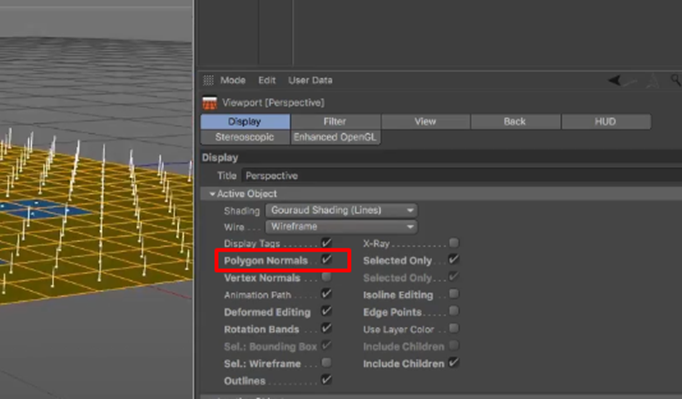 Mode Edit User Data
Viewport [Perspective]
Display Filter View Back HUD
Stereoscopic Enhanced OpenGL
Display
Title Perspective
Active Object
Shading Gouraud Shading (Lines)
Wire . . . Wireframe
Display Tags . . . . . . . X-Ray . . . . . . . . . .
Polygon Normals . . Selected Only . .
Vertex Normals . . . Selected Only . .
Animation Path . . . . Isoline Editing . .
Deformed Editing . . Edge Points . . . .
Rotation Bands . . . Use Layer Color . .
Sel.: Bounding Box . Include Children .
Sel.: Wireframe . . . Include Children .
Outlines . . . . . . . . . .